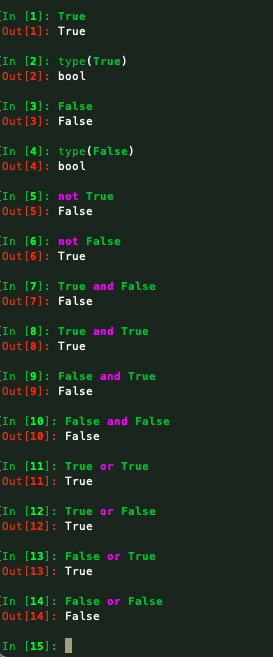 [In [1]: True
Out[1]: True
[In [2]: type(True)
Out[2]: bool
[In [3]: False
Out[3]: False
[In [4]: type(False)
Out[4]: bool
[In [5]: not True
Out[5]: False
[In [6]: not False
Out[6]: True
[In [7]: True and False
Out[7]: False
[In [8]: True and True
Out[8]: True
[In [9]: False and True
Out[9]: False
[In [10]: False and False
Out[10]: False
[In [11]: True or True
Out[11]: True
[In [12]: True or False
Out[12]: True
[In [13]: False or True
Out[13]: True
[In [14]: False or False
Out[14]: False
In [15]: